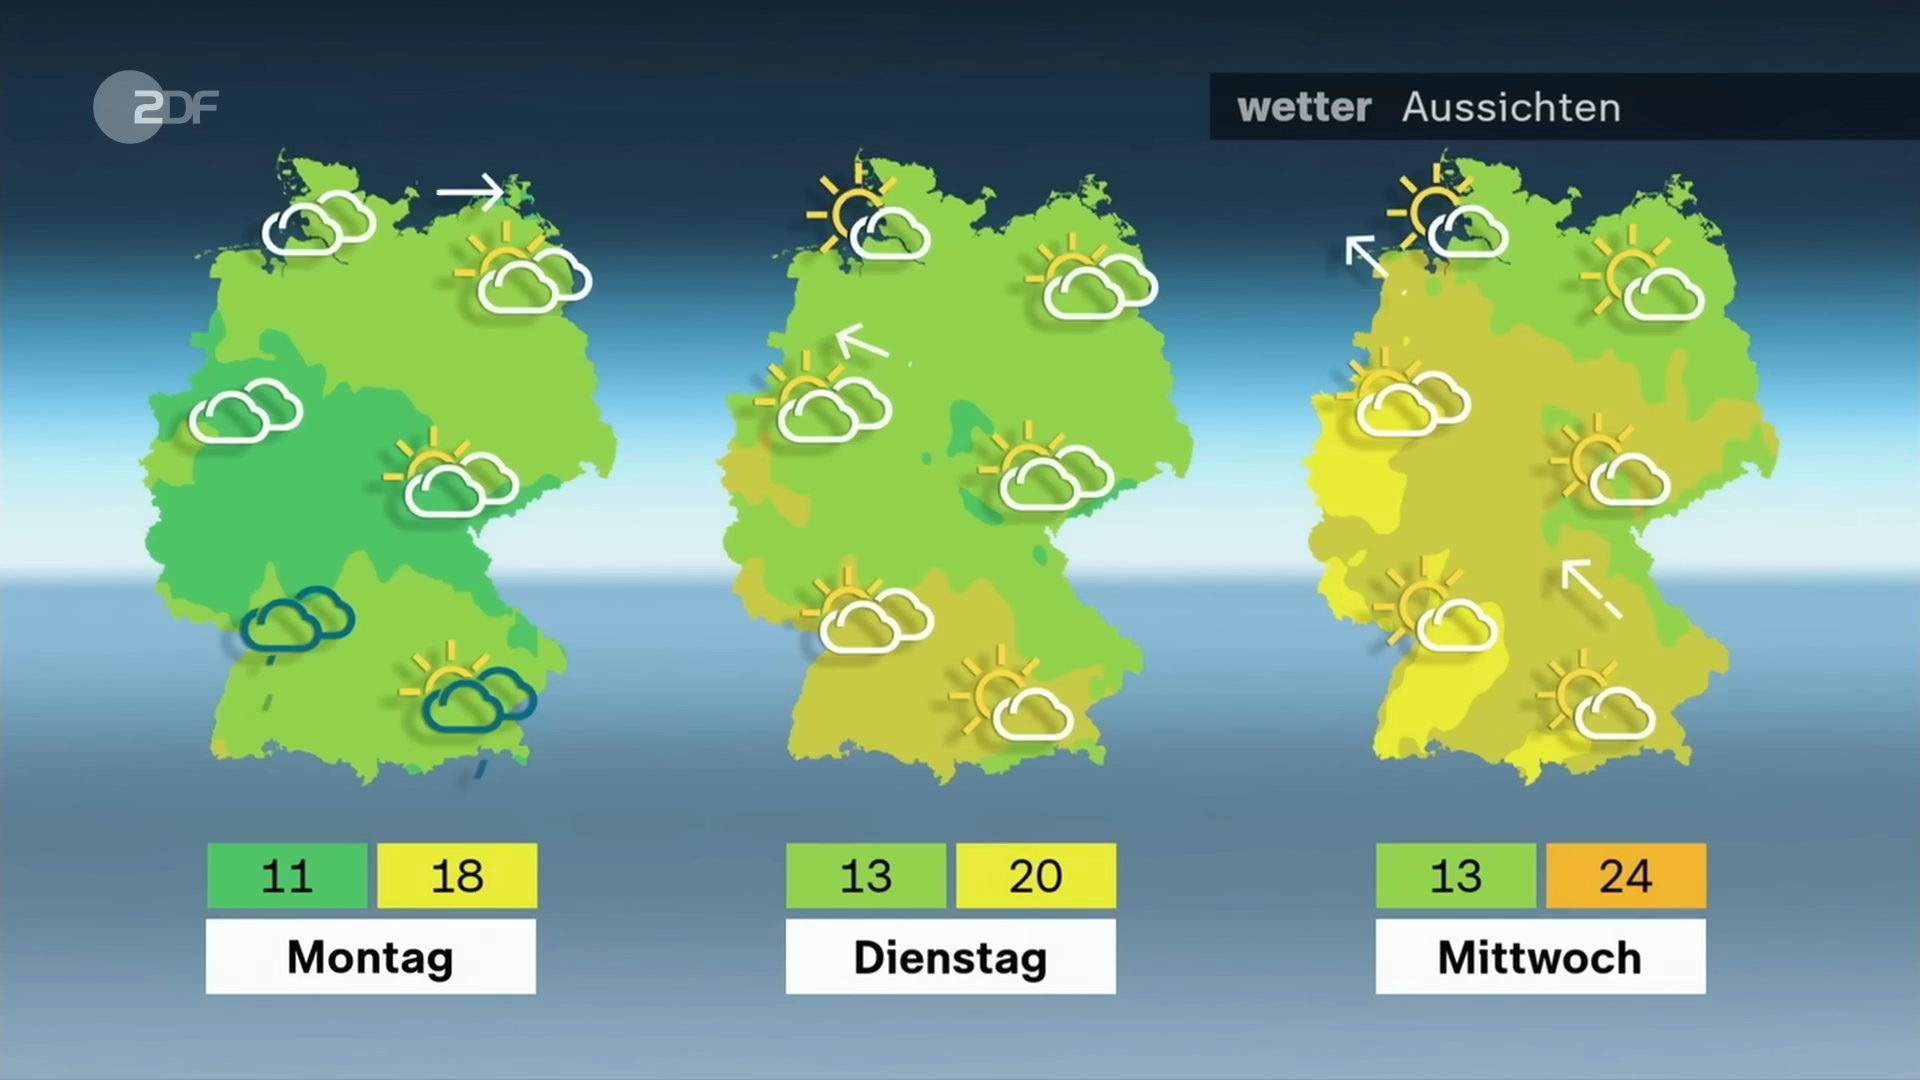 ZDF
wetter Aussichten
11 18
Montag
13 20
Dienstag
13 24
Mittwoch